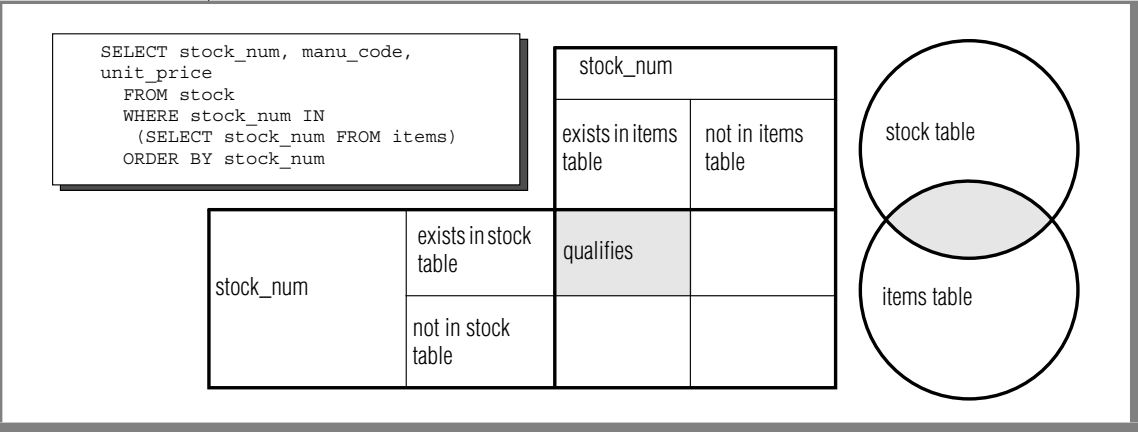 SELECT stock_num, manu_code,
unit_price
FROM stock
WHERE stock_num IN
(SELECT stock_num FROM items)
ORDER BY stock_num
stock_num
exists in items
table
not in items
table
stock_num
exists in stock
table
qualifies
not in stock
table
stock table
items table